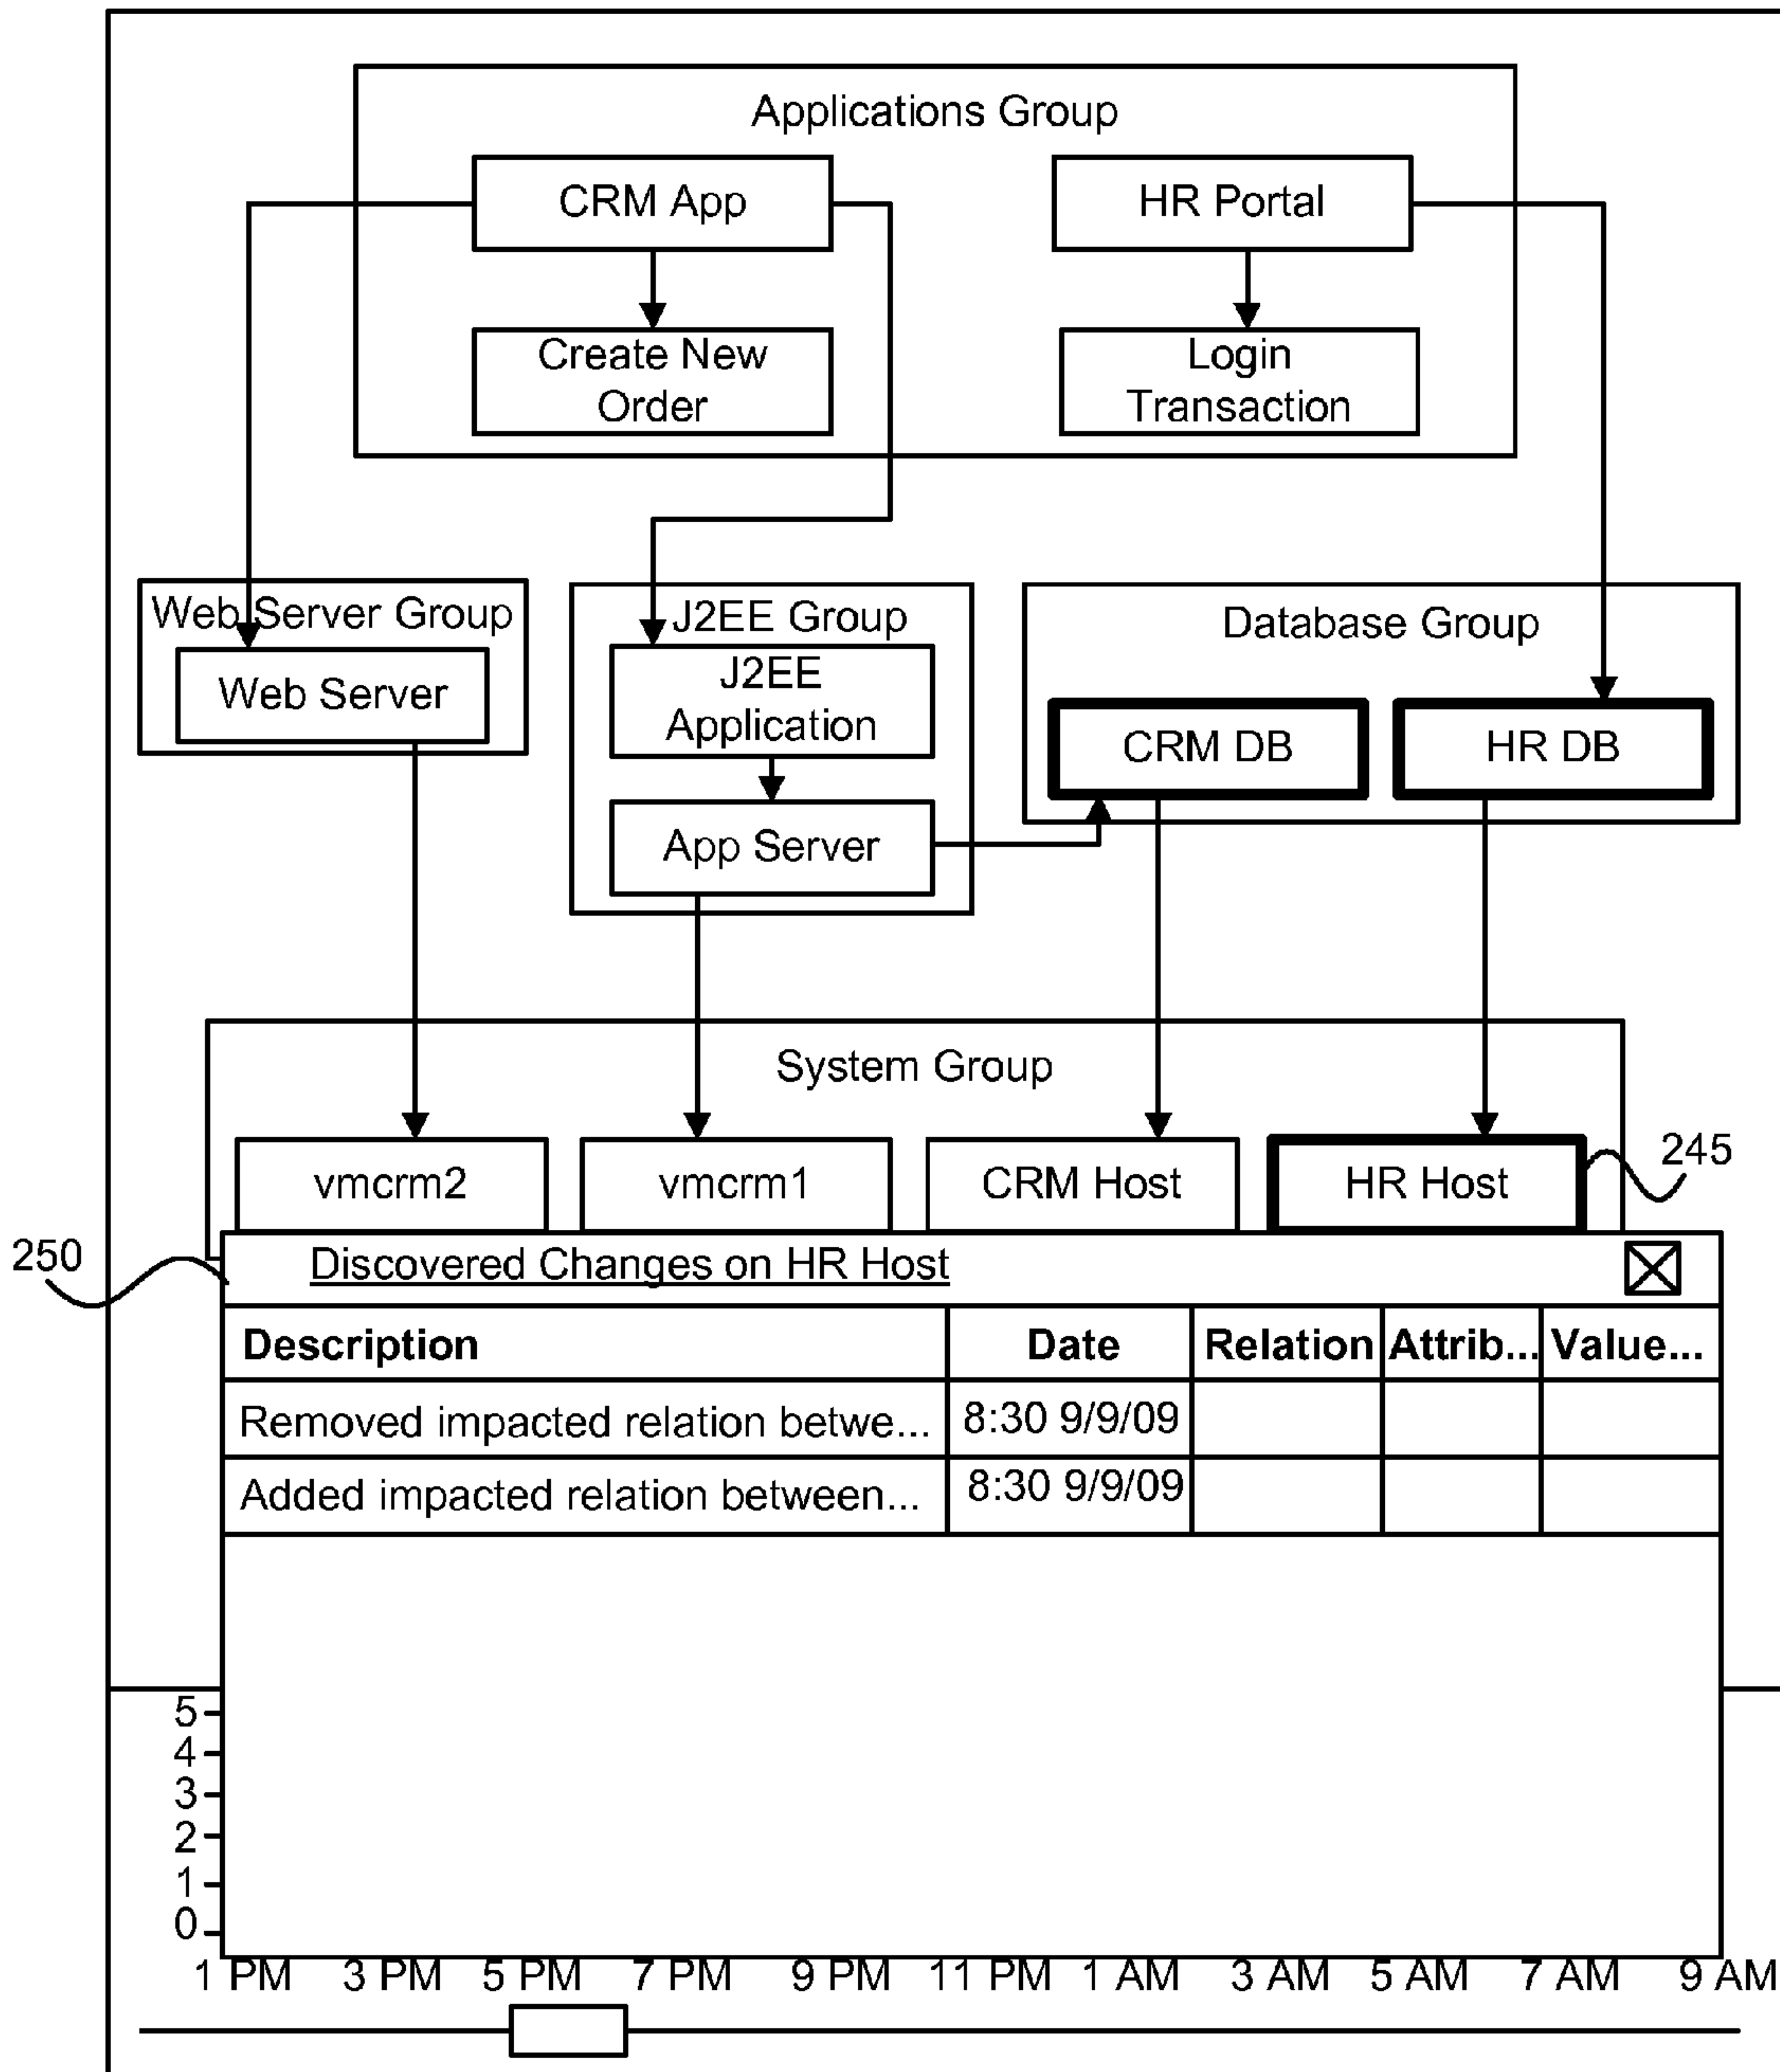 Applications Group
CRM App
HR Portal
Create New
Order
Login
Transaction
Web Server Group
Web Server
J2EE Group
J2EE
Application
App Server
Database Group
CRM DB
HR DB
System Group
vmcrm2
vmcrm1
CRM Host
HR Host
245
250
Discovered Changes on HR Host
Description Date Relation Attrib... Value...
Removed impacted relation betwe... 8:30 9/9/09
Added impacted relation between... 8:30 9/9/09
5
4
3
2
1
0
1 PM 3 PM 5 PM 7 PM 9 PM 11 PM 1 AM 3 AM 5 AM 7 AM 9 AM